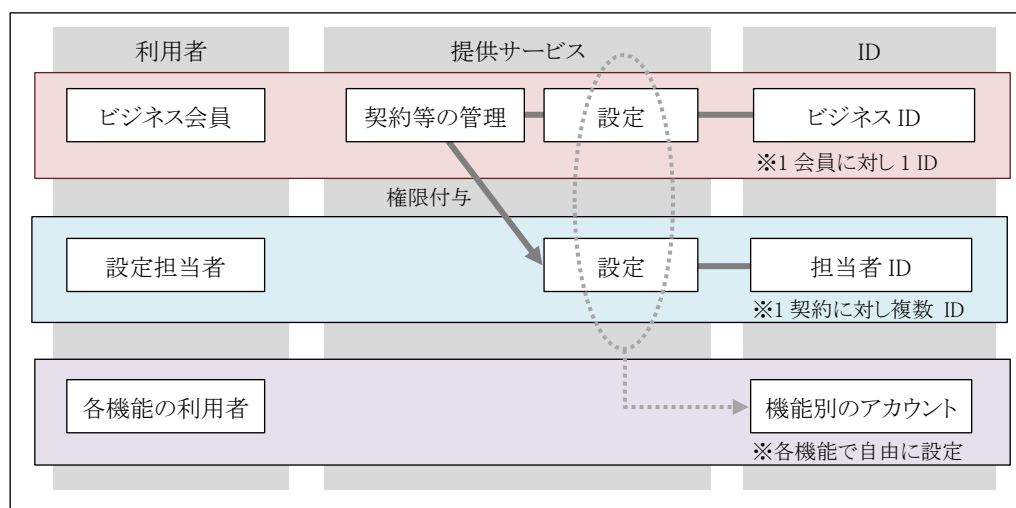 利用者
提供サービス
ID
ビジネス会員
契約等の管理
設定
ビジネス ID
※1 会員に対し 1 ID
権限付与
設定担当者
設定
担当者 ID
※1 契約に対し複数 ID
各機能の利用者
機能別のアカウント
※各機能で自由に設定